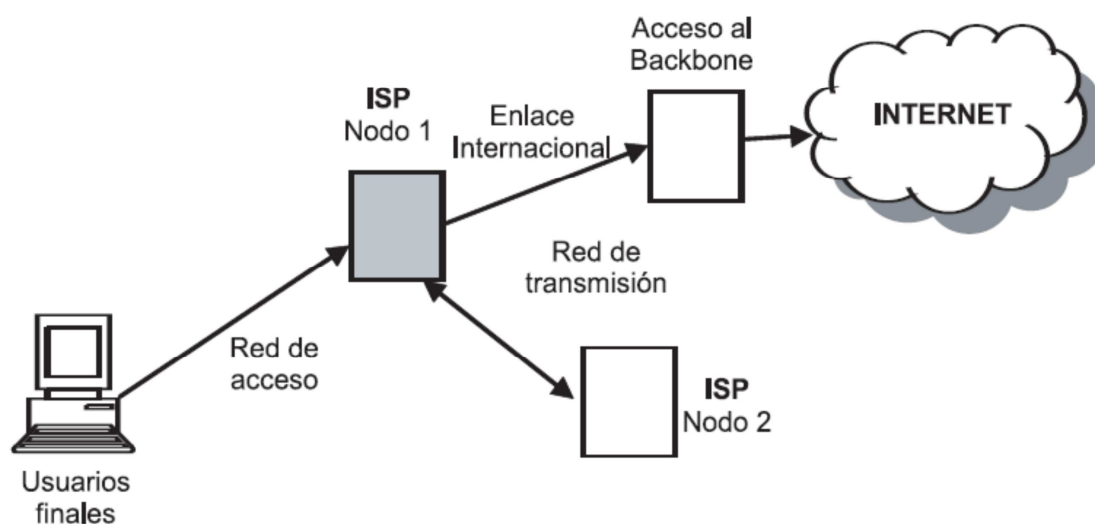 Acceso al
Backbone
INTERNET
ISP
Nodo 1
Enlace
Internacional
Red de
transmisión
Red de
acceso
ISP
Nodo 2
Usuarios
finales